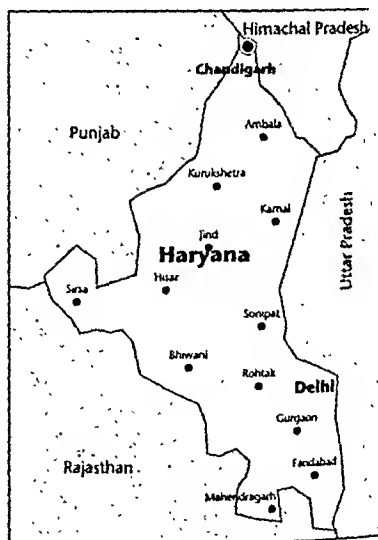 Himachal Pradesh
Chandigarh
Punjab
Ambala
Kurukshetra
Karnal
Jind
Haryana
Uttar Pradesh
Hisar
Sirsa
Sonipat
Bhiwani
Rohtak
Delhi
Gurgaon
Rajasthan
Faridabad
Mahendragarh